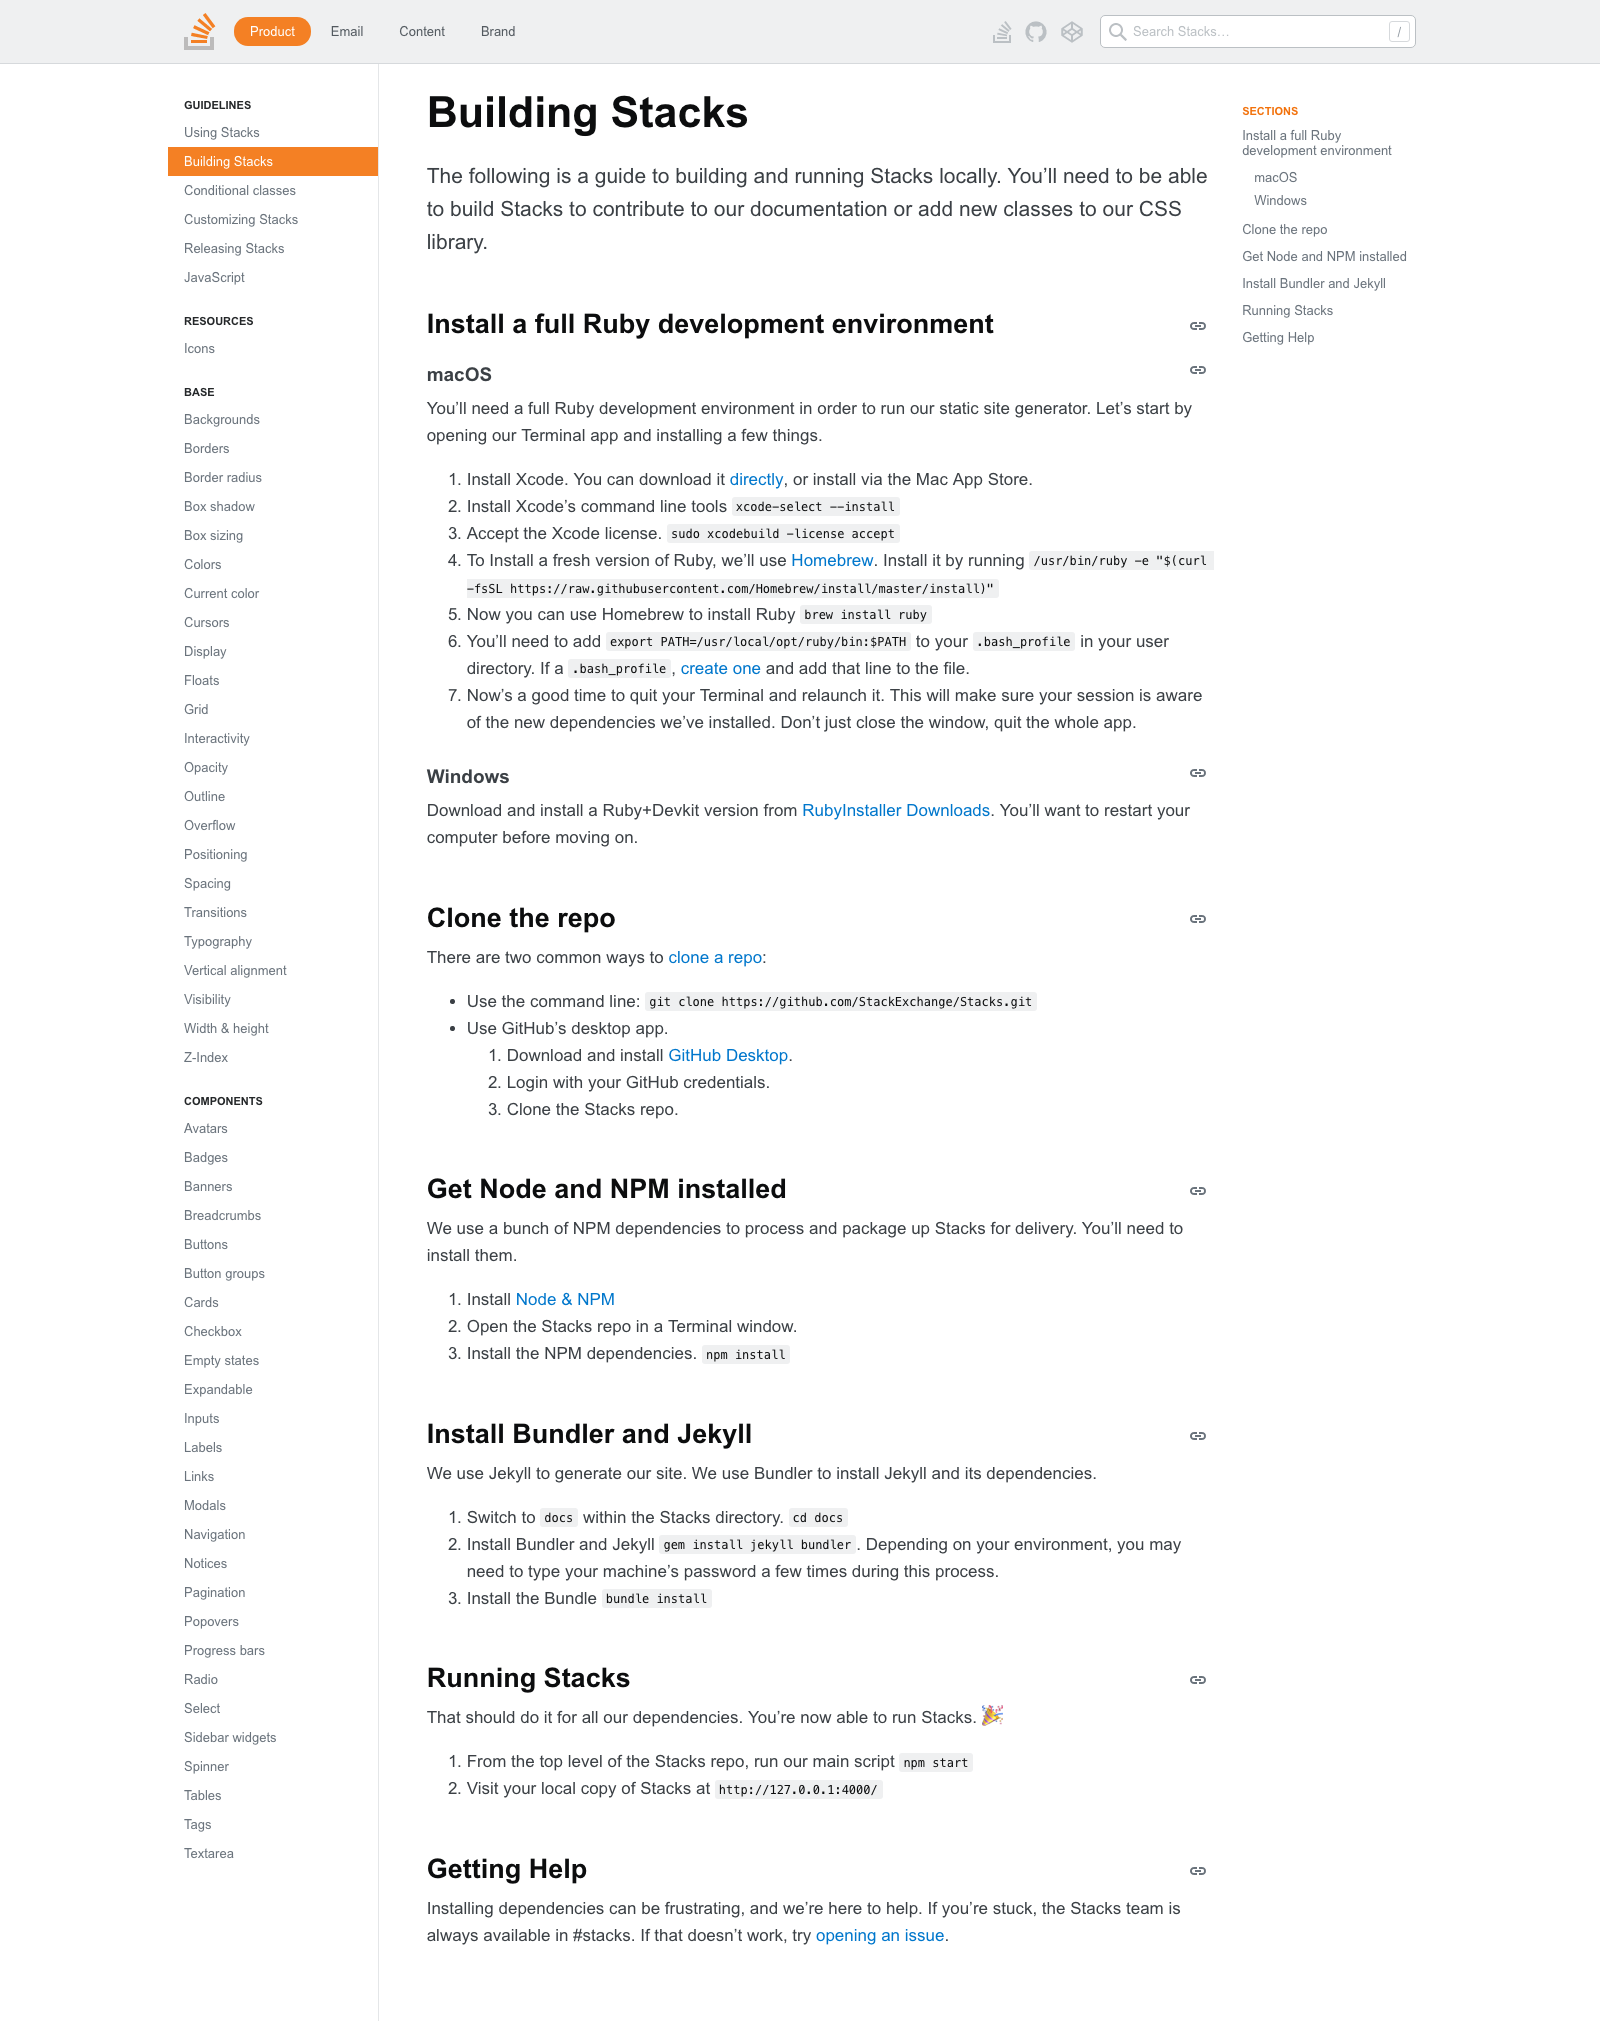 Product Email Content Brand Search Stacks… /
GUIDELINES
Using Stacks
Building Stacks
Conditional classes
Customizing Stacks
Releasing Stacks
JavaScript
RESOURCES
Icons
BASE
Backgrounds
Borders
Border radius
Box shadow
Box sizing
Colors
Current color
Cursors
Display
Floats
Grid
Interactivity
Opacity
Outline
Overflow
Positioning
Spacing
Transitions
Typography
Vertical alignment
Visibility
Width & height
Z-Index
COMPONENTS
Avatars
Badges
Banners
Breadcrumbs
Buttons
Button groups
Cards
Checkbox
Empty states
Expandable
Inputs
Labels
Links
Modals
Navigation
Notices
Pagination
Popovers
Progress bars
Radio
Select
Sidebar widgets
Spinner
Tables
Tags
Textarea
Building Stacks
The following is a guide to building and running Stacks locally. You’ll need to be able
to build Stacks to contribute to our documentation or add new classes to our CSS
library.
Install a full Ruby development environment
macOS
You’ll need a full Ruby development environment in order to run our static site generator. Let’s start by
opening our Terminal app and installing a few things.
1. Install Xcode. You can download it directly, or install via the Mac App Store.
2. Install Xcode’s command line tools xcode-select --install
3. Accept the Xcode license. sudo xcodebuild -license accept
4. To Install a fresh version of Ruby, we’ll use Homebrew. Install it by running /usr/bin/ruby -e "$(curl
-fsSL https://raw.githubusercontent.com/Homebrew/install/master/install)"
5. Now you can use Homebrew to install Ruby brew install ruby
6. You’ll need to add export PATH=/usr/local/opt/ruby/bin:$PATH to your .bash_profile in your user
directory. If a .bash_profile, create one and add that line to the file.
7. Now’s a good time to quit your Terminal and relaunch it. This will make sure your session is aware
of the new dependencies we’ve installed. Don’t just close the window, quit the whole app.
Windows
Download and install a Ruby+Devkit version from RubyInstaller Downloads. You’ll want to restart your
computer before moving on.
Clone the repo
There are two common ways to clone a repo:
• Use the command line: git clone https://github.com/StackExchange/Stacks.git
• Use GitHub’s desktop app.
1. Download and install GitHub Desktop.
2. Login with your GitHub credentials.
3. Clone the Stacks repo.
Get Node and NPM installed
We use a bunch of NPM dependencies to process and package up Stacks for delivery. You’ll need to
install them.
1. Install Node & NPM
2. Open the Stacks repo in a Terminal window.
3. Install the NPM dependencies. npm install
Install Bundler and Jekyll
We use Jekyll to generate our site. We use Bundler to install Jekyll and its dependencies.
1. Switch to docs within the Stacks directory. cd docs
2. Install Bundler and Jekyll gem install jekyll bundler. Depending on your environment, you may
need to type your machine’s password a few times during this process.
3. Install the Bundle bundle install
Running Stacks
That should do it for all our dependencies. You’re now able to run Stacks. 🎉
1. From the top level of the Stacks repo, run our main script npm start
2. Visit your local copy of Stacks at http://127.0.0.1:4000/
Getting Help
Installing dependencies can be frustrating, and we’re here to help. If you’re stuck, the Stacks team is
always available in #stacks. If that doesn’t work, try opening an issue.
SECTIONS
Install a full Ruby
development environment
macOS
Windows
Clone the repo
Get Node and NPM installed
Install Bundler and Jekyll
Running Stacks
Getting Help